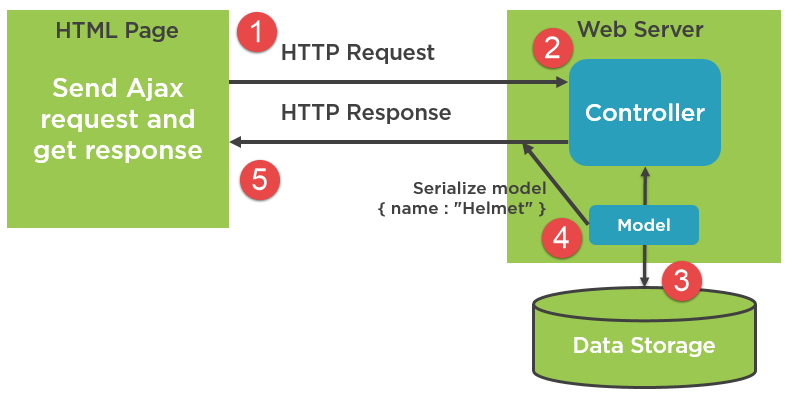 HTML Page
Send Ajax
request and
get response
1
HTTP Request
HTTP Response
5
Web Server
2
Controller
Serialize model
{ name : "Helmet" }
4
Model
3
Data Storage